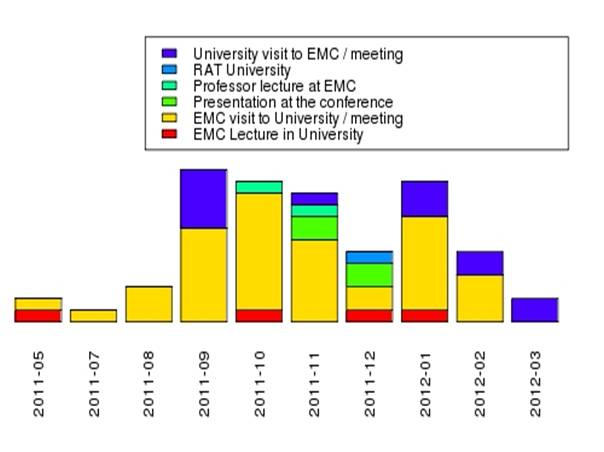 University visit to EMC / meeting
RAT University
Professor lecture at EMC
Presentation at the conference
EMC visit to University / meeting
EMC Lecture in University
2011-05
2011-07
2011-08
2011-09
2011-10
2011-11
2011-12
2012-01
2012-02
2012-03